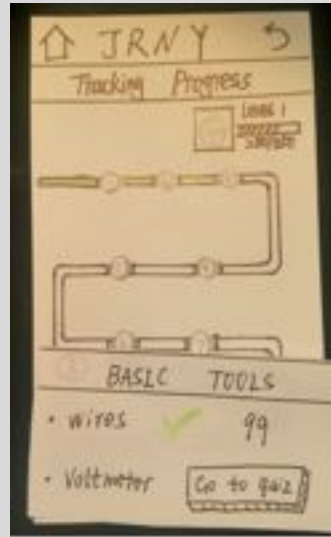 JRNY
Tracking Progress
LEVEL 1
BASIC TOOLS
• wires ✓ 99
• Voltmeter Go to quiz